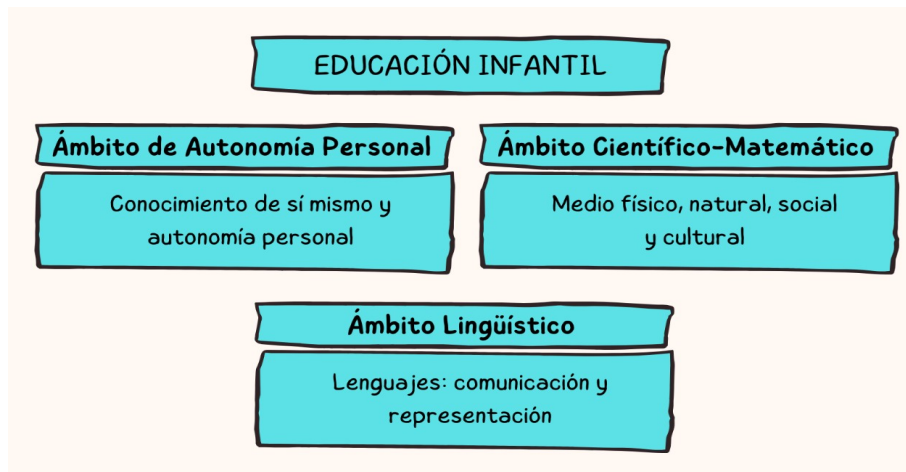 EDUCACIÓN INFANTIL
Ámbito de Autonomía Personal
Conocimiento de sí mismo y
autonomía personal
Ámbito Científico-Matemático
Medio físico, natural, social
y cultural
Ámbito Lingüístico
Lenguajes: comunicación y
representación